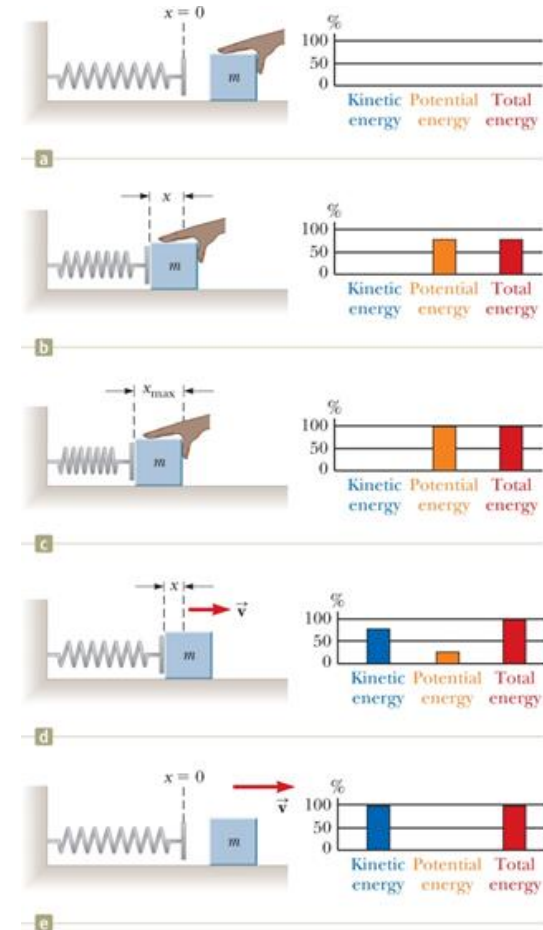 x = 0
%
100
50
0
m
Kinetic Potential Total
energy energy energy
a
x
%
100
50
0
m
Kinetic Potential Total
energy energy energy
b
xmax
%
100
50
0
m
Kinetic Potential Total
energy energy energy
c
x
v⃗
%
100
50
0
m
Kinetic Potential Total
energy energy energy
d
x = 0
v⃗
%
100
50
0
m
Kinetic Potential Total
energy energy energy
e